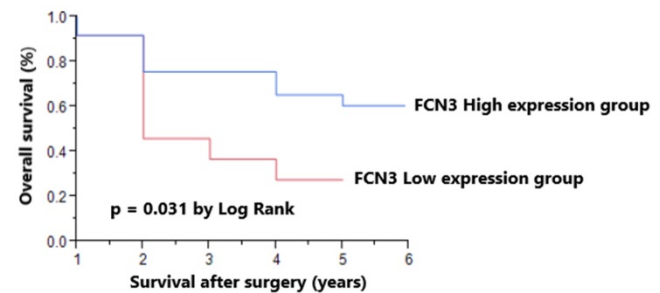 Overall survival (%)
1.0
0.8
0.6
0.4
0.2
0.0
FCN3 High expression group
FCN3 Low expression group
p = 0.031 by Log Rank
1 2 3 4 5 6
Survival after surgery (years)